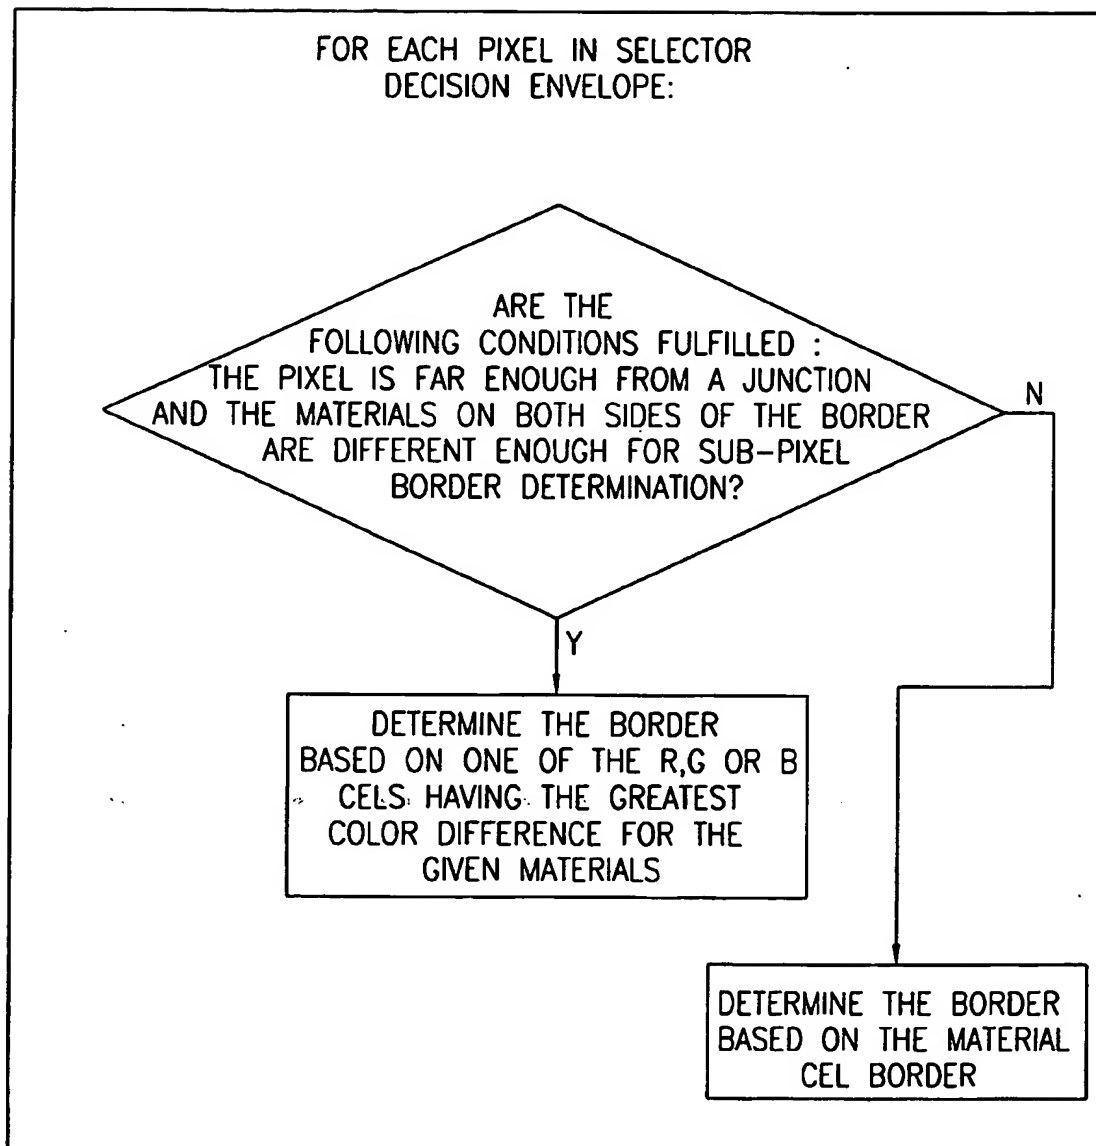 FOR EACH PIXEL IN SELECTOR
DECISION ENVELOPE:
ARE THE
FOLLOWING CONDITIONS FULFILLED :
THE PIXEL IS FAR ENOUGH FROM A JUNCTION
AND THE MATERIALS ON BOTH SIDES OF THE BORDER
ARE DIFFERENT ENOUGH FOR SUB-PIXEL
BORDER DETERMINATION?
N
Y
DETERMINE THE BORDER
BASED ON ONE OF THE R,G OR B
CELS HAVING THE GREATEST
COLOR DIFFERENCE FOR THE
GIVEN MATERIALS
DETERMINE THE BORDER
BASED ON THE MATERIAL
CEL BORDER